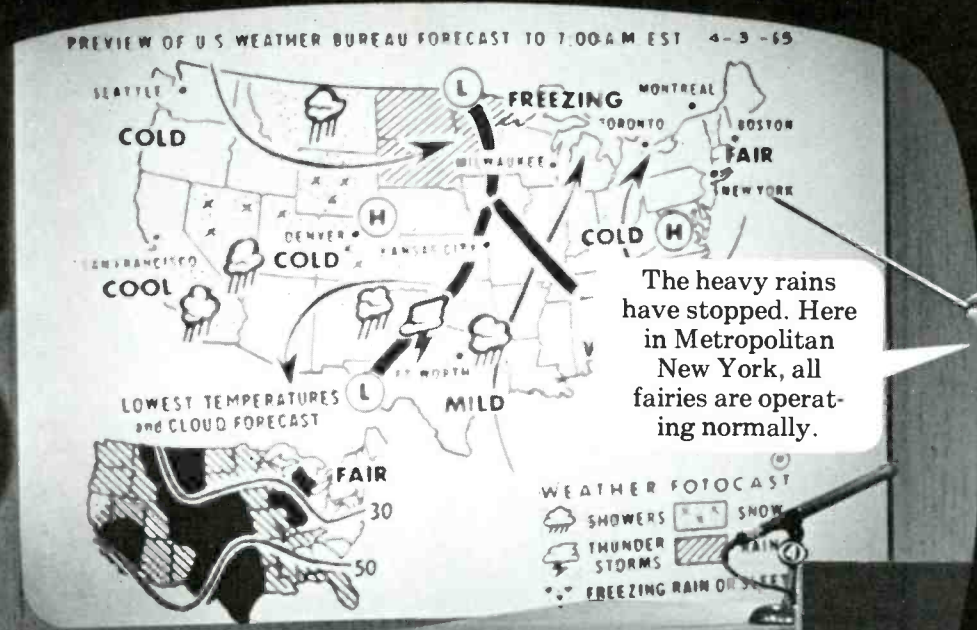 PREVIEW OF U S WEATHER BUREAU FORECAST TO 7:00 A.M EST 4-3-65
SEATTLE
COLD
L
FREEZING
MONTREAL
TORONTO
BOSTON
FAIR
MILWAUKEE
NEW YORK
H
DENVER
COLD
KANSAS CITY
COLD
H
SAN FRANCISCO
COOL
L
FT WORTH
MILD
The heavy rains
have stopped. Here
in Metropolitan
New York, all
fairies are operat-
ing normally.
LOWEST TEMPERATURES
and CLOUD FORECAST
FAIR
30
50
WEATHER FOTOCAST
SHOWERS
SNOW
THUNDER
STORMS
RAIN
FREEZING RAIN OR SLEET